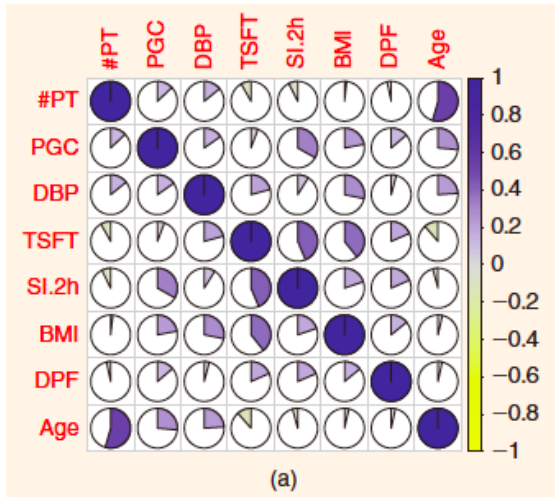 #PT PGC DBP TSFT SI.2h BMI DPF Age
#PT
PGC
DBP
TSFT
SI.2h
BMI
DPF
Age
1
0.8
0.6
0.4
0.2
0
−0.2
−0.4
−0.6
−0.8
−1
(a)